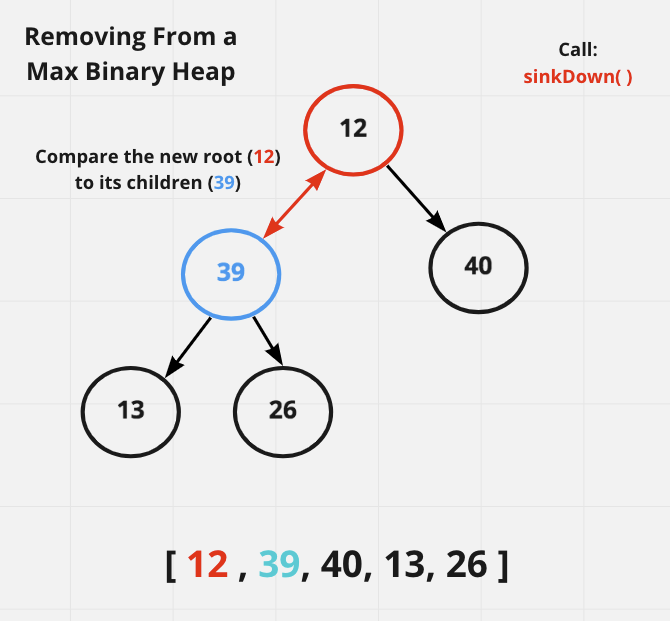 Removing From a
Max Binary Heap
Call:
sinkDown( )
12
Compare the new root (12)
to its children (39)
39
40
13
26
[ 12 , 39, 40, 13, 26 ]